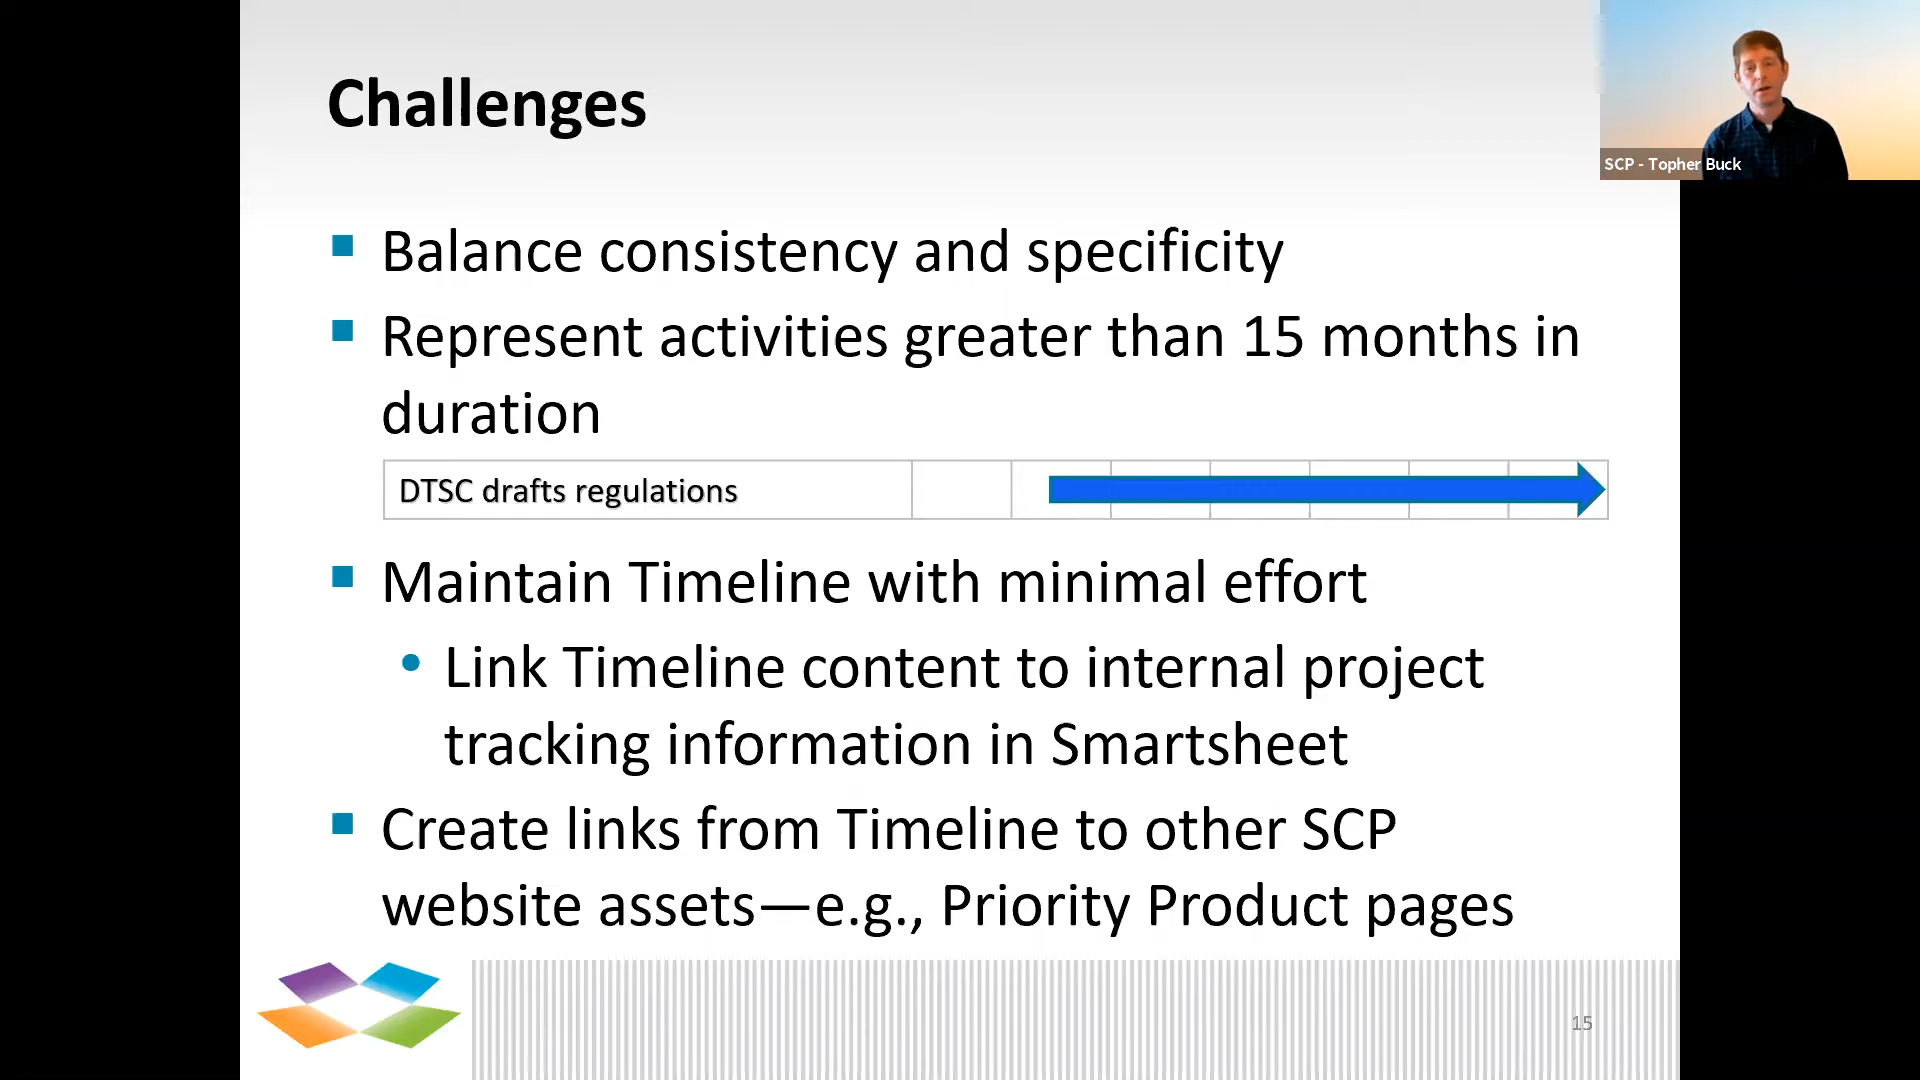 Challenges
SCP - Topher Buck
Balance consistency and specificity
Represent activities greater than 15 months in
duration
DTSC drafts regulations
Maintain Timeline with minimal effort
Link Timeline content to internal project
tracking information in Smartsheet
Create links from Timeline to other SCP
website assets—e.g., Priority Product pages
15